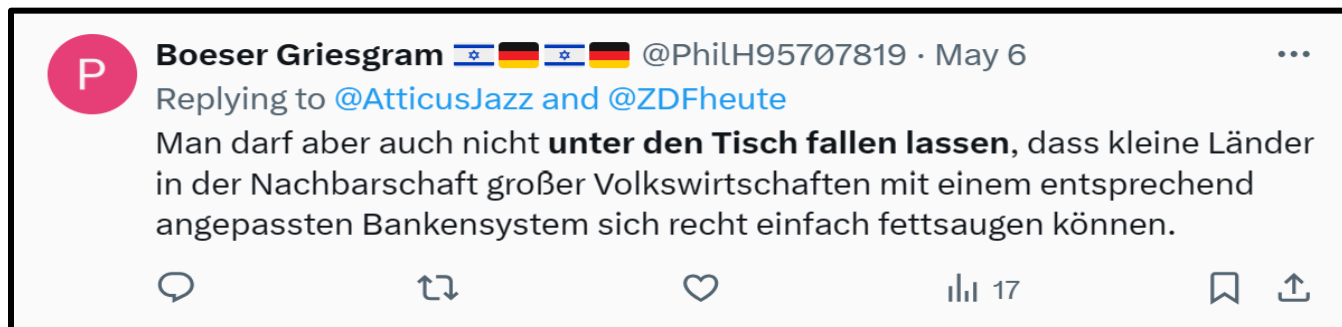 P
Boeser Griesgram 🇮🇱🇩🇪🇮🇱🇩🇪 @PhilH95707819 · May 6
Replying to @AtticusJazz and @ZDFheute
Man darf aber auch nicht unter den Tisch fallen lassen, dass kleine Länder
in der Nachbarschaft großer Volkswirtschaften mit einem entsprechend
angepassten Bankensystem sich recht einfach fettsaugen können.
17